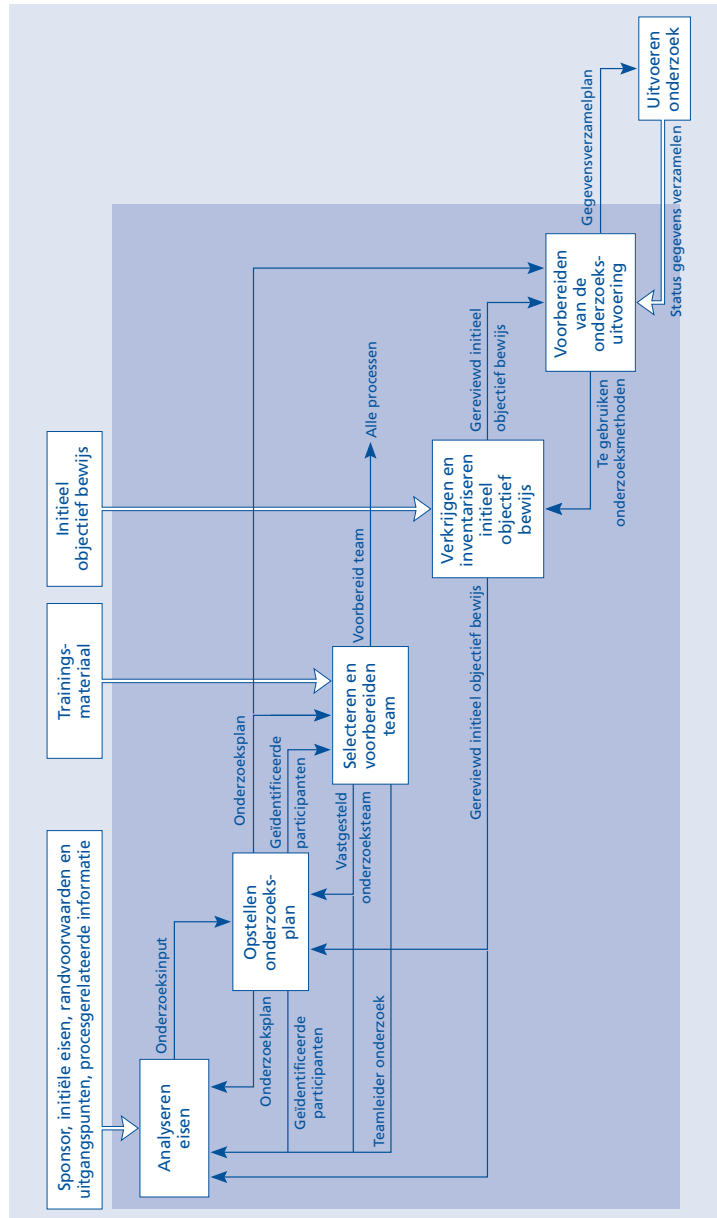 Sponsor, initiële eisen, randvoorwaarden en
uitgangspunten, procesgerelateerde informatie
Trainings-
materiaal
Initieel
objectief bewijs
Analyseren
eisen
Onderzoeksinput
Onderzoeksplan
Geïdentificeerde
participanten
Teamleider onderzoek
Opstellen
onderzoeks-
plan
Onderzoeksplan
Geïdentificeerde
participanten
Vastgesteld
onderzoeksteam
Selecteren en
voorbereiden
team
Voorbereid team
Alle processen
Gereviewd initieel objectief bewijs
Verkrijgen en
inventariseren
initieel
objectief
bewijs
Gereviewd initieel
objectief bewijs
Te gebruiken
onderzoeksmethoden
Voorbereiden
van de
onderzoeks-
uitvoering
Gegevensverzamelplan
Status gegevens verzamelen
Uitvoeren
onderzoek